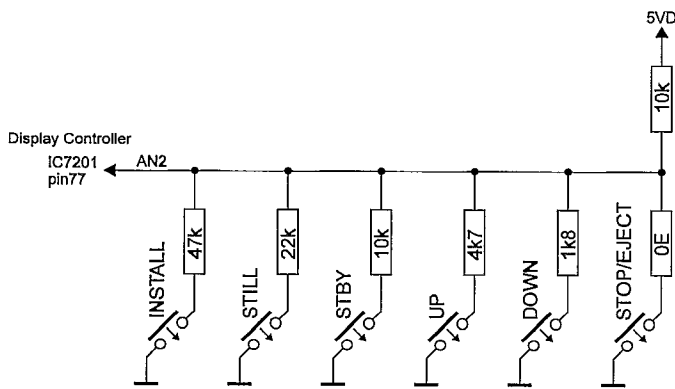 5VD
10k
Display Controller
IC7201
pin77
AN2
47k
22k
10k
4k7
1k8
0E
INSTALL
STILL
STBY
UP
DOWN
STOP/EJECT